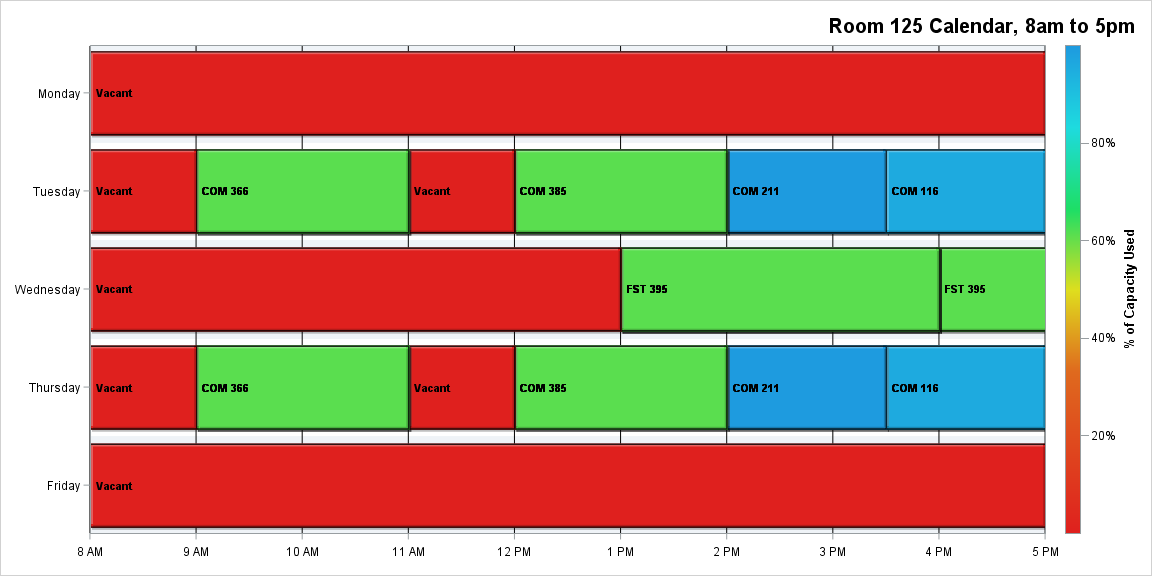 Room 125 Calendar, 8am to 5pm
Monday
Vacant
Tuesday
Vacant
COM 366
Vacant
COM 385
COM 211
COM 116
Wednesday
Vacant
FST 395
FST 395
Thursday
Vacant
COM 366
Vacant
COM 385
COM 211
COM 116
Friday
Vacant
8 AM
9 AM
10 AM
11 AM
12 PM
1 PM
2 PM
3 PM
4 PM
5 PM
80%
60%
40%
20%
% of Capacity Used